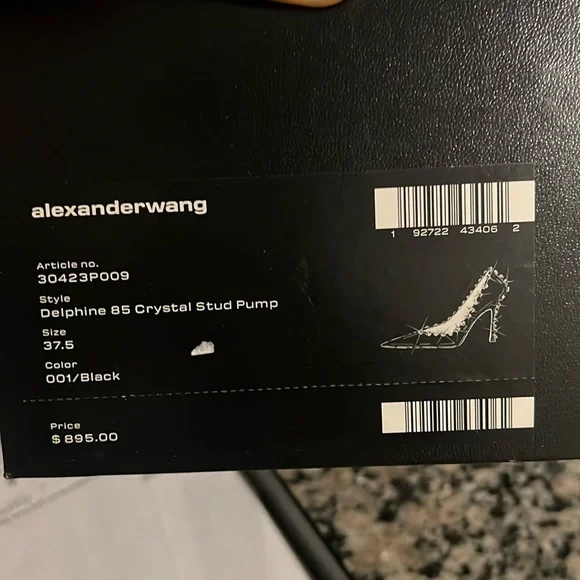 alexanderwang
1 92722 43406 2
Article no.
30423P009
Style
Delphine 85 Crystal Stud Pump
Size
37.5
Color
001/Black
Price
$895.00